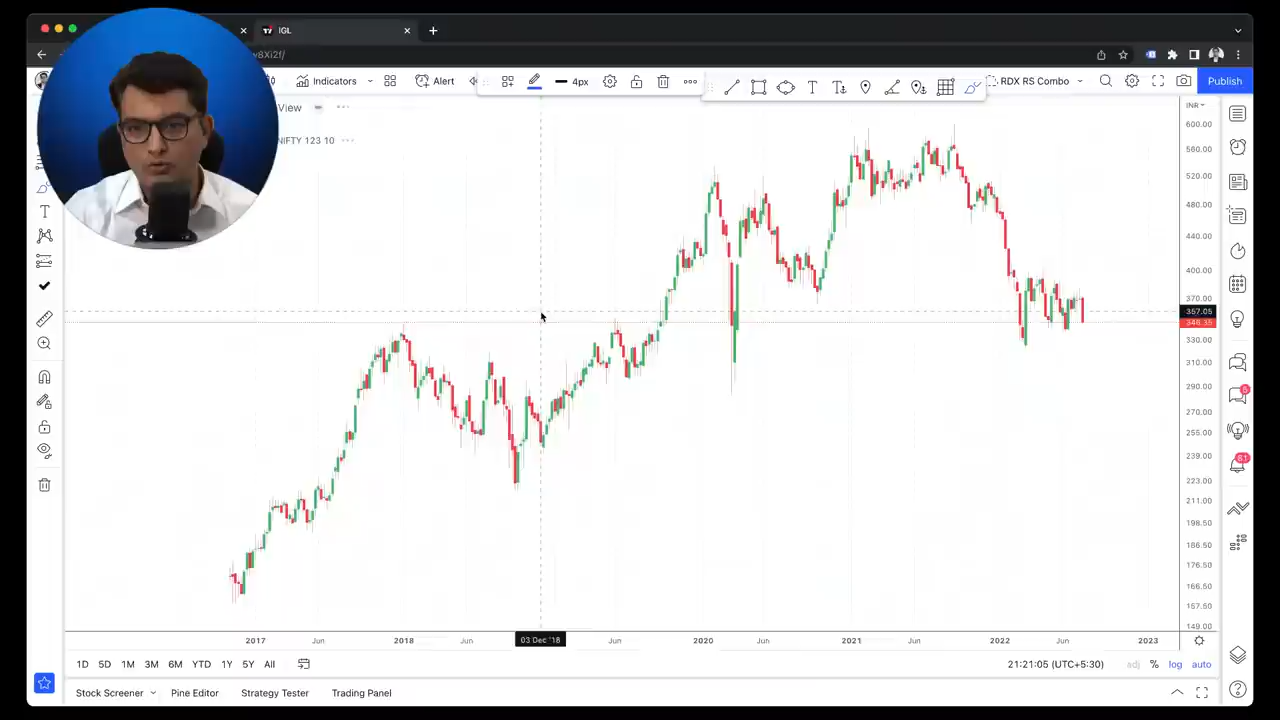 IGL
y8Xi2f/
Indicators
Alert
4px
RDX RS Combo
Publish
View
NIFTY 123 10
INR
600.00
560.00
520.00
480.00
440.00
400.00
370.00
357.05
348.35
330.00
310.00
290.00
270.00
255.00
239.00
223.00
211.00
198.50
186.50
176.50
166.50
157.50
149.00
2017 Jun 2018 Jun 03 Dec '18 Jun 2020 Jun 2021 Jun 2022 Jun 2023
1D 5D 1M 3M 6M YTD 1Y 5Y All
21:21:05 (UTC+5:30) adj % log auto
Stock Screener Pine Editor Strategy Tester Trading Panel